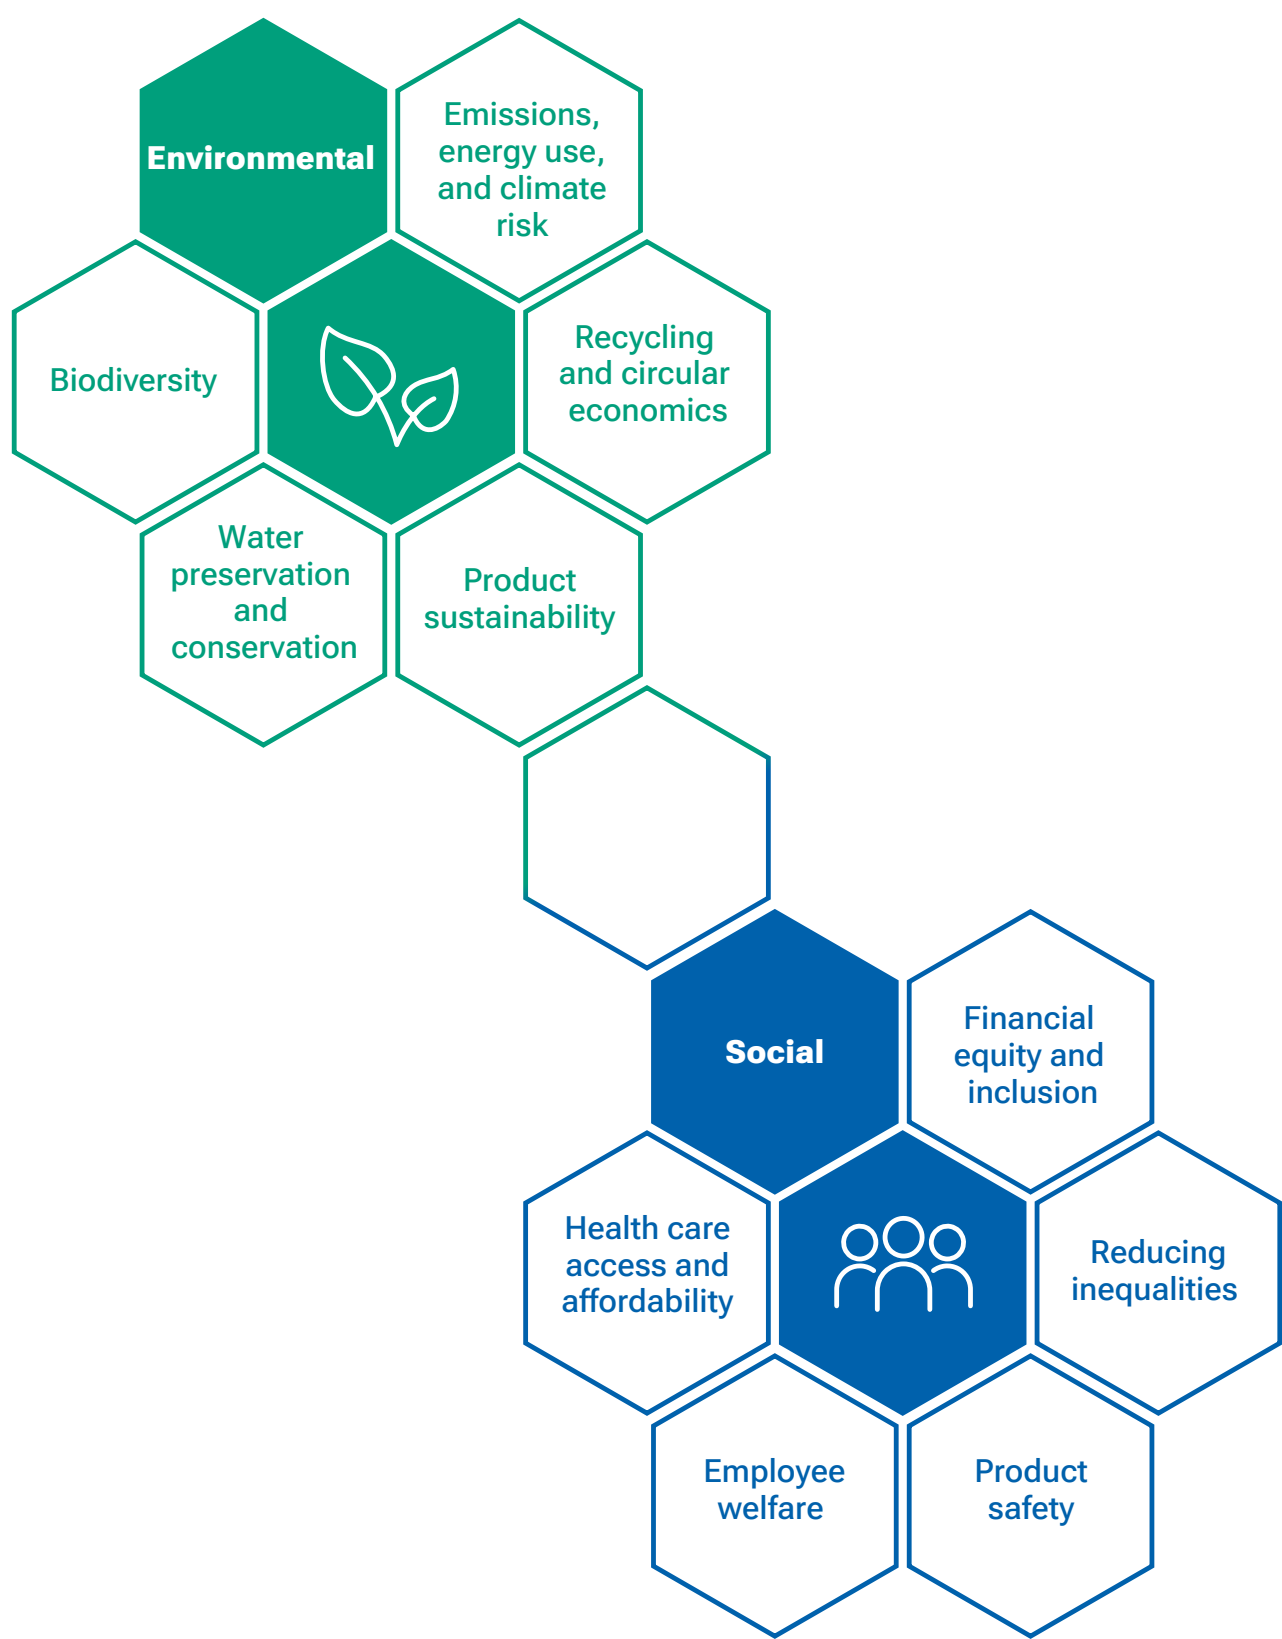 Environmental
Emissions,
energy use,
and climate
risk
Biodiversity
Recycling
and circular
economics
Water
preservation
and
conservation
Product
sustainability
Social
Financial
equity and
inclusion
Health care
access and
affordability
Reducing
inequalities
Employee
welfare
Product
safety